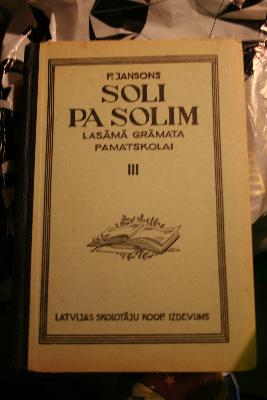 P. JANSONS
SOLI
PA SOLIM
LASĀMĀ GRĀMATA
PAMATSKOLAI
III
LATVIJAS SKOLOTĀJU KOOP. IZDEVUMS